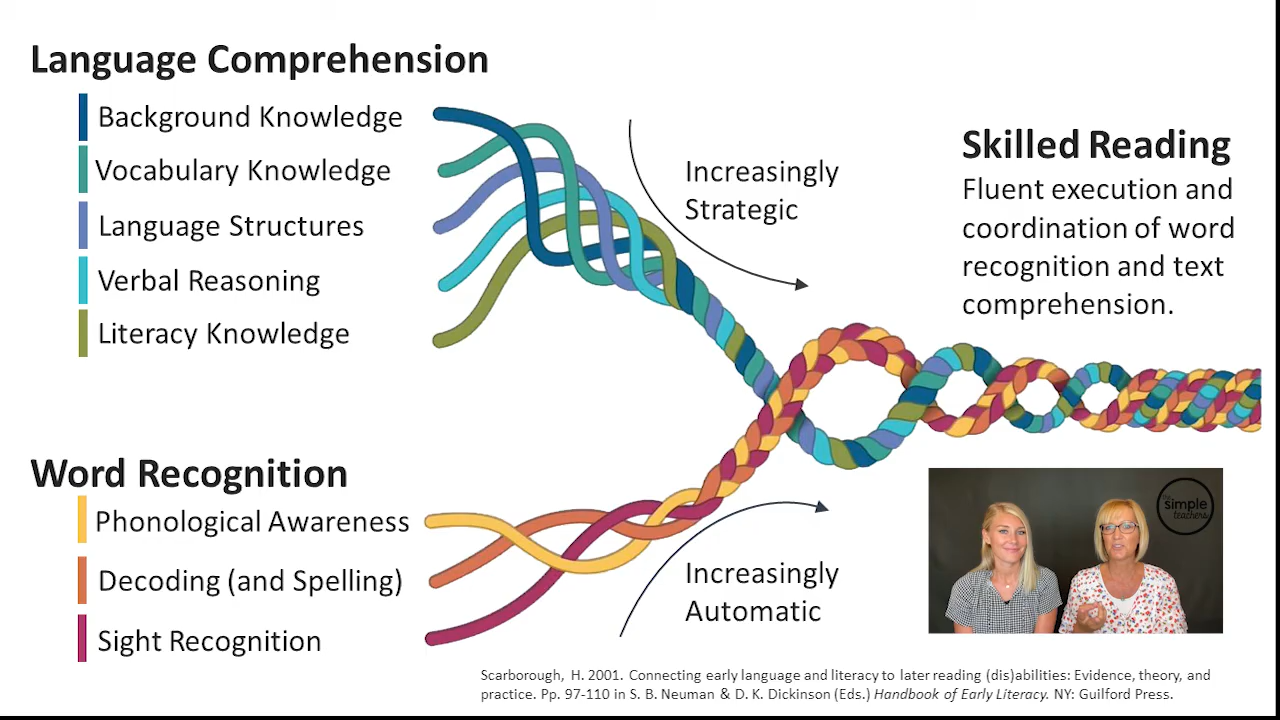 Language Comprehension
Background Knowledge
Vocabulary Knowledge
Language Structures
Verbal Reasoning
Literacy Knowledge
Increasingly
Strategic
Skilled Reading
Fluent execution and
coordination of word
recognition and text
comprehension.
Word Recognition
Phonological Awareness
Decoding (and Spelling)
Sight Recognition
Increasingly
Automatic
the
simple
teachers
Scarborough, H. 2001. Connecting early language and literacy to later reading (dis)abilities: Evidence, theory, and
practice. Pp. 97-110 in S. B. Neuman & D. K. Dickinson (Eds.) Handbook of Early Literacy. NY: Guilford Press.